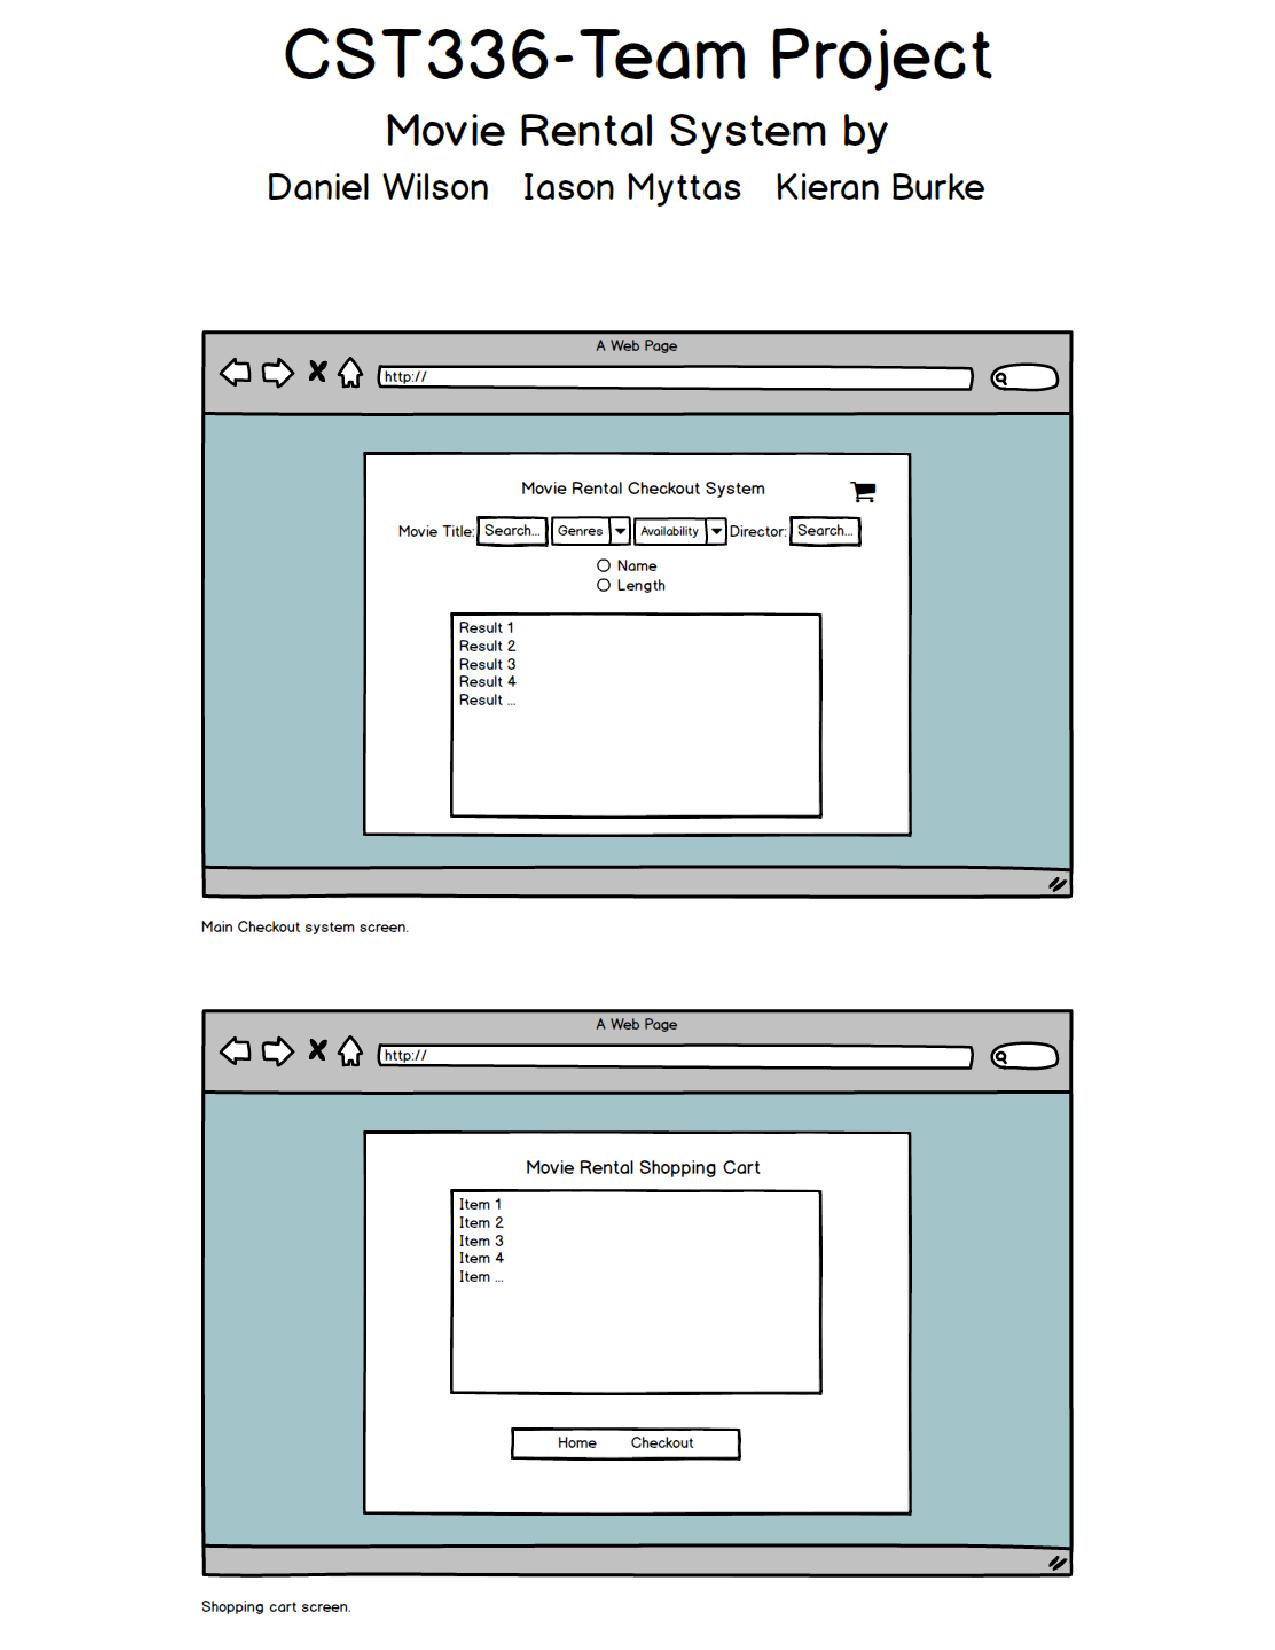 CST336-Team Project
Movie Rental System by
Daniel Wilson Iason Myttas Kieran Burke
A Web Page
http://
Movie Rental Checkout System
Movie Title: Search... Genres Availability Director: Search...
Name
Length
Result 1
Result 2
Result 3
Result 4
Result ...
Main Checkout system screen.
A Web Page
http://
Movie Rental Shopping Cart
Item 1
Item 2
Item 3
Item 4
Item ...
Home Checkout
Shopping cart screen.